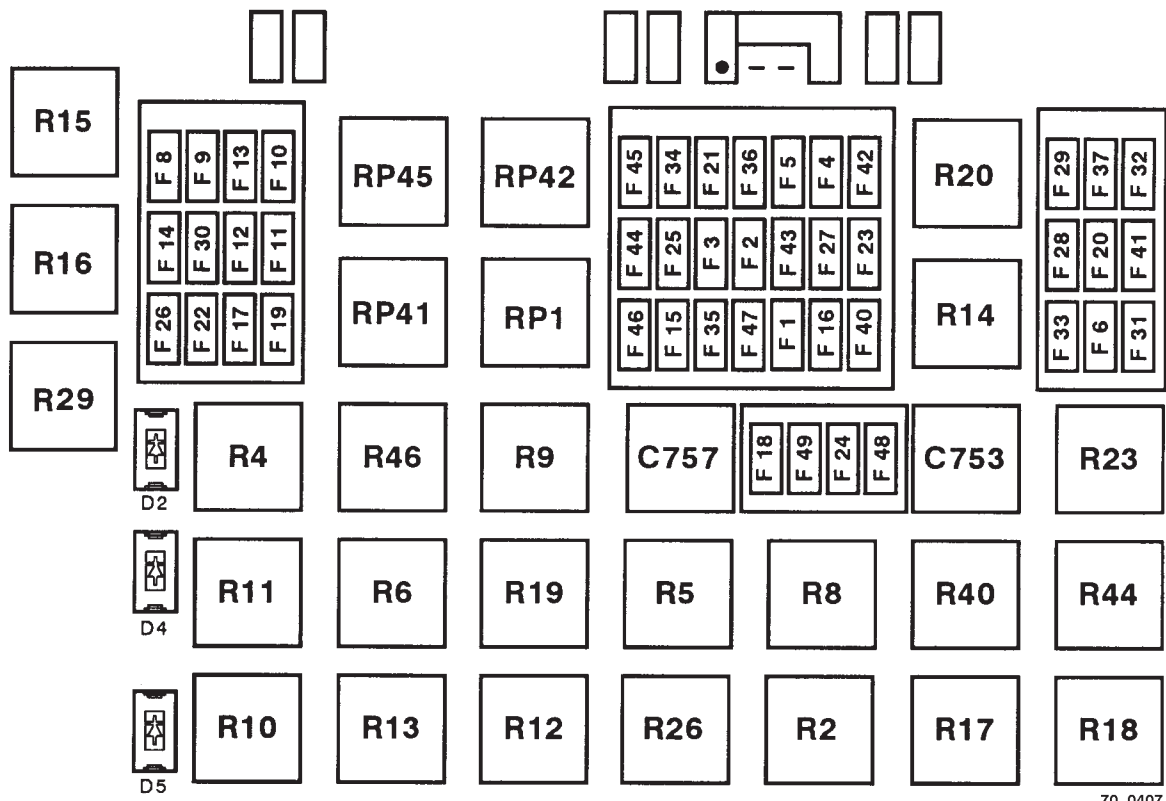 R15
F 8 F 9 F 13 F 10
RP45 RP42
F 45 F 34 F 21 F 36 F 5 F 4 F 42
R20
F 29 F 37 F 32
R16
F 14 F 30 F 12 F 11
F 44 F 25 F 3 F 2 F 43 F 27 F 23
F 28 F 20 F 41
RP41 RP1
R14
F 26 F 22 F 17 F 19
F 46 F 15 F 35 F 47 F 1 F 16 F 40
F 33 F 6 F 31
R29
R4 R46 R9 C757 F 18 F 49 F 24 F 48 C753 R23
D2
R11 R6 R19 R5 R8 R40 R44
D4
R10 R13 R12 R26 R2 R17 R18
D5